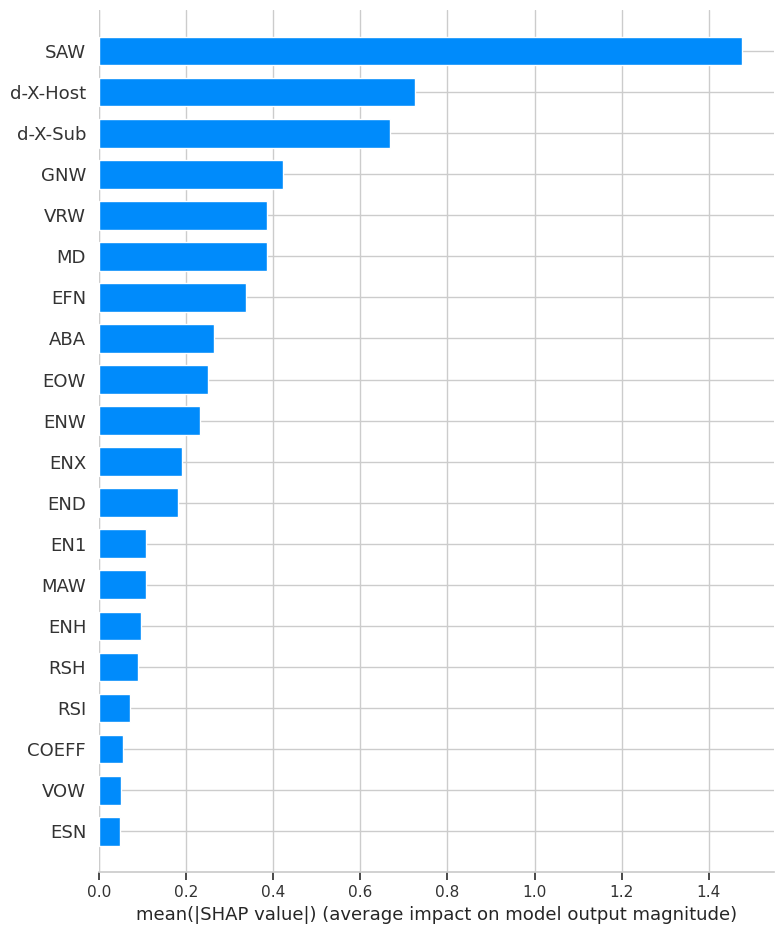 SAW
d-X-Host
d-X-Sub
GNW
VRW
MD
EFN
ABA
EOW
ENW
ENX
END
EN1
MAW
ENH
RSH
RSI
COEFF
VOW
ESN
0.0 0.2 0.4 0.6 0.8 1.0 1.2 1.4
mean(|SHAP value|) (average impact on model output magnitude)